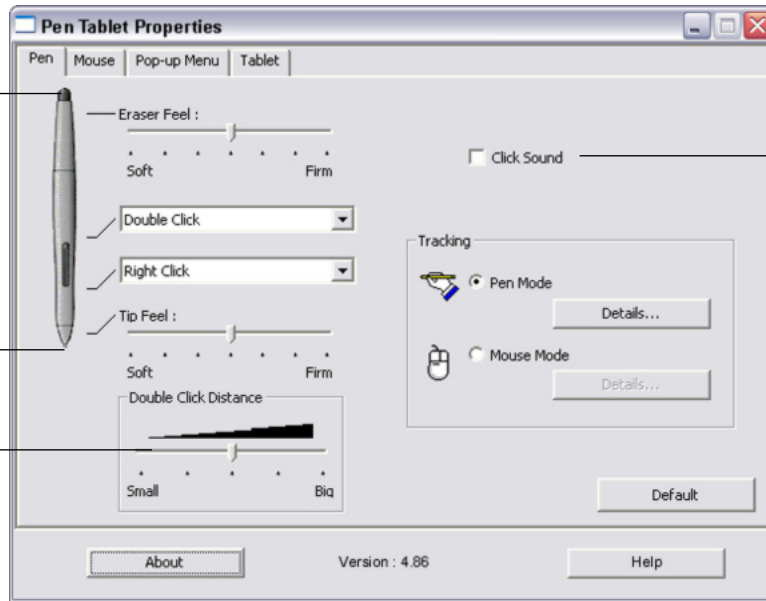 Pen Tablet Properties
Pen Mouse Pop-up Menu Tablet
Eraser Feel :
Soft Firm
Click Sound
Double Click
Right Click
Tip Feel :
Soft Firm
Tracking
Pen Mode
Details...
Mouse Mode
Details...
Double Click Distance
Small Big
Default
About Version : 4.86 Help